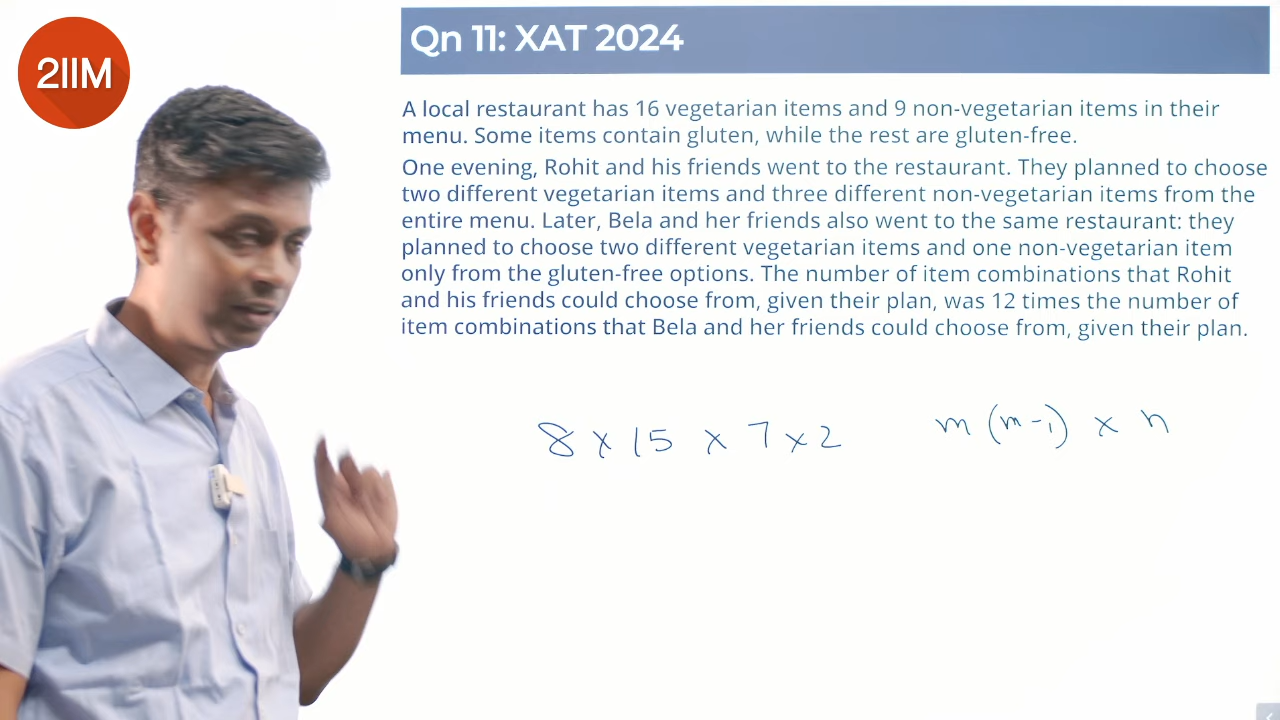 2IIM
Qn 11: XAT 2024
A local restaurant has 16 vegetarian items and 9 non-vegetarian items in their
menu. Some items contain gluten, while the rest are gluten-free.
One evening, Rohit and his friends went to the restaurant. They planned to choose
two different vegetarian items and three different non-vegetarian items from the
entire menu. Later, Bela and her friends also went to the same restaurant: they
planned to choose two different vegetarian items and one non-vegetarian item
only from the gluten-free options. The number of item combinations that Rohit
and his friends could choose from, given their plan, was 12 times the number of
item combinations that Bela and her friends could choose from, given their plan.
8 × 15 × 7 × 2 m (m-1) × n